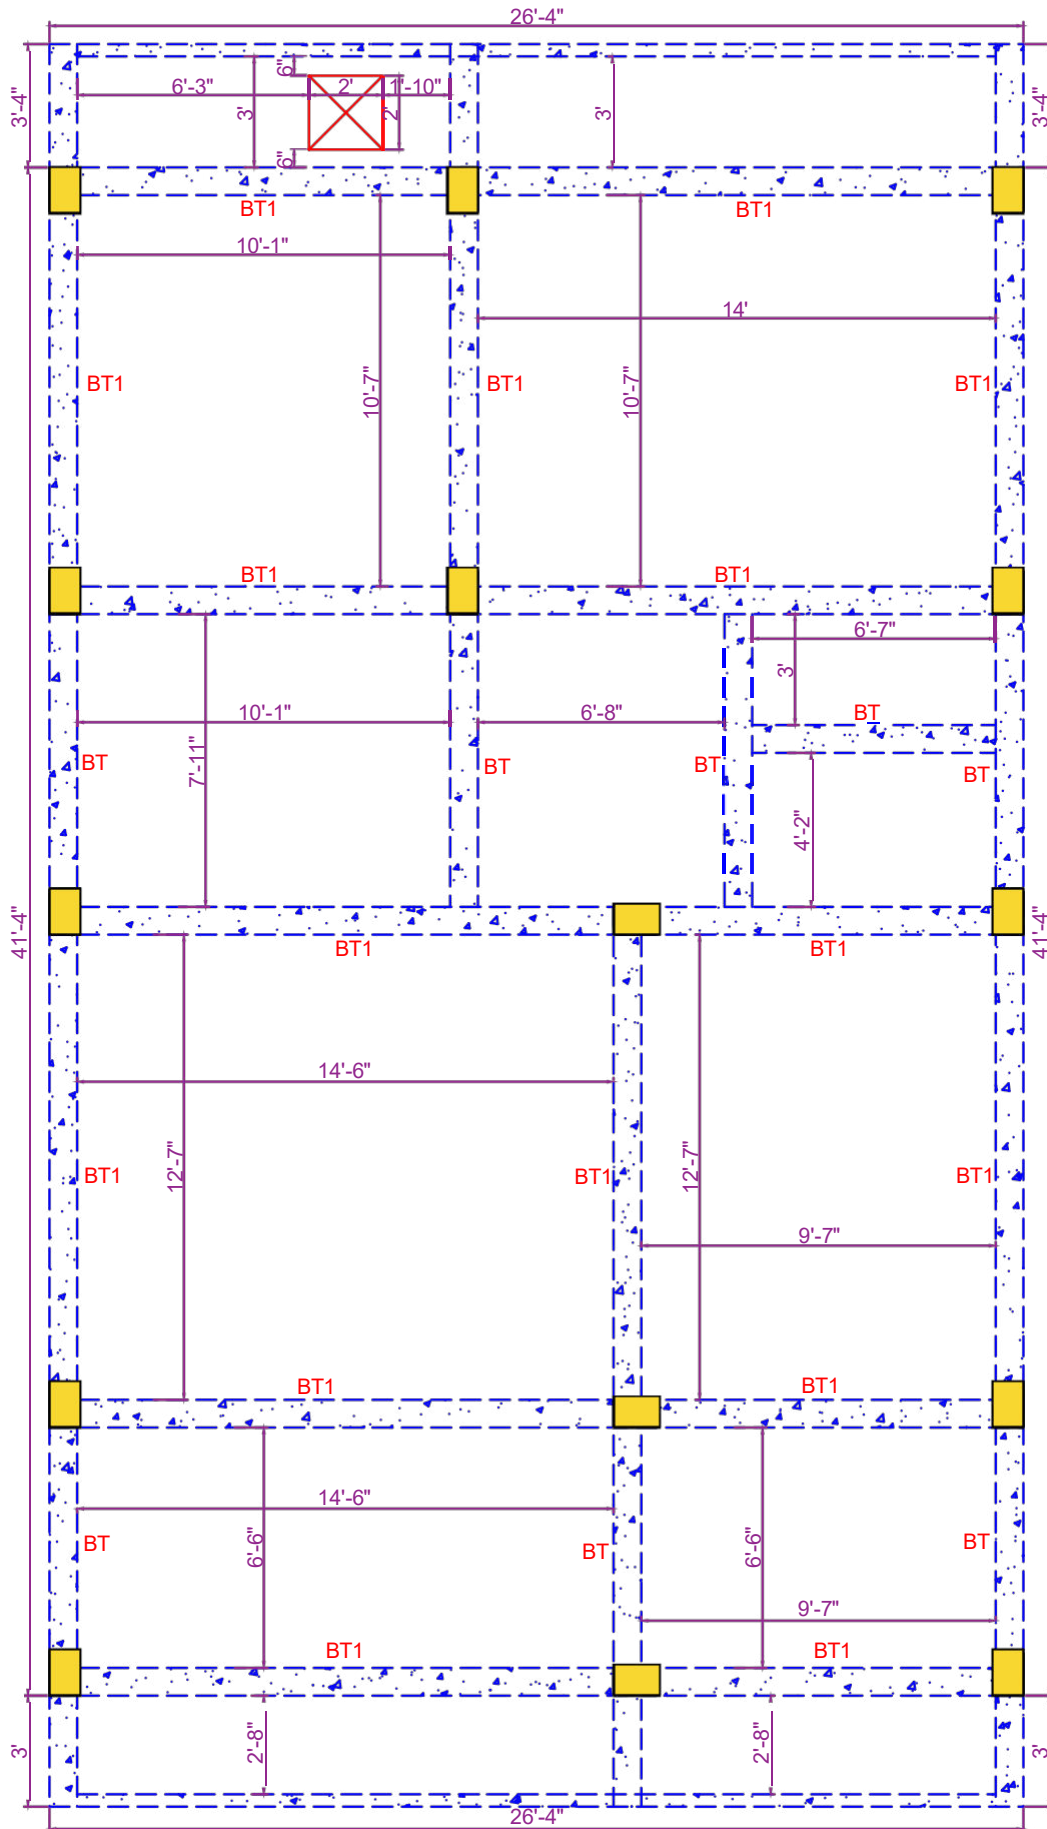 26'-4"
3'-4"
6'-3"
3'
6"
2'
1'-10"
2'
6"
3'
3'-4"
BT1
BT1
10'-1"
14'
BT1
10'-7"
BT1
10'-7"
BT1
BT1
BT1
6'-7"
3'
10'-1"
6'-8"
BT
BT
7'-11"
BT
BT
BT
4'-2"
41'-4"
41'-4"
BT1
BT1
14'-6"
BT1
12'-7"
BT1
12'-7"
BT1
9'-7"
BT1
BT1
14'-6"
BT
6'-6"
BT
6'-6"
BT
9'-7"
BT1
BT1
3'
2'-8"
2'-8"
3'
26'-4"